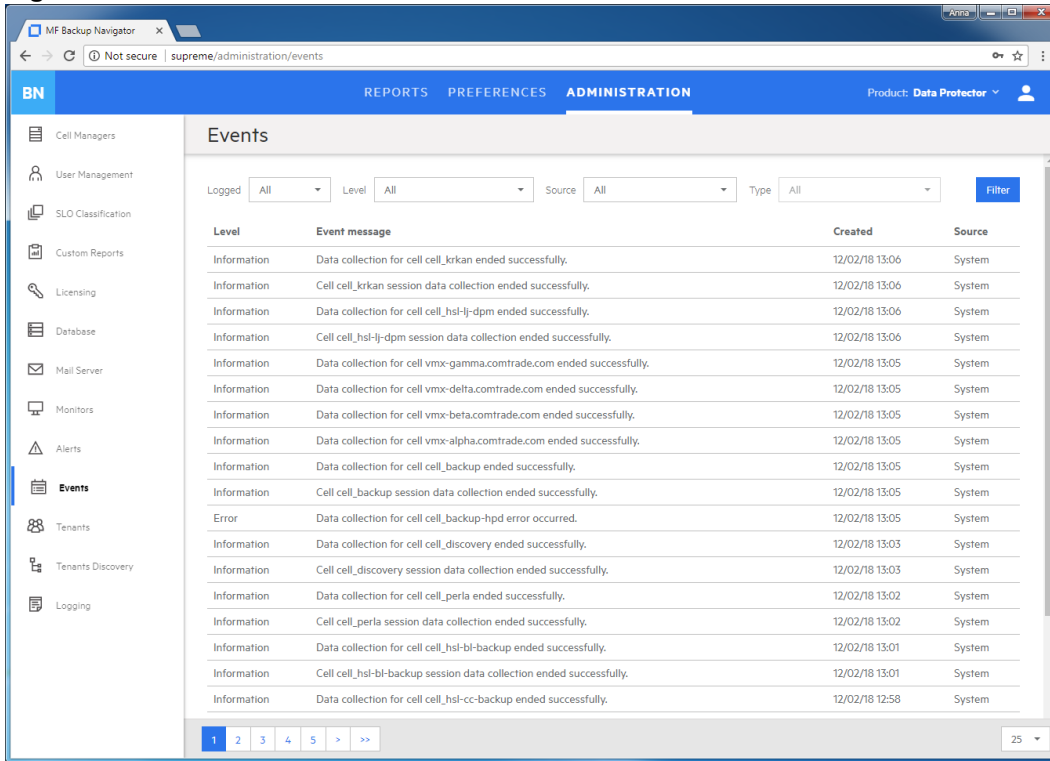 Anna
MF Backup Navigator
Not secure | supreme/administration/events
BN REPORTS PREFERENCES ADMINISTRATION Product: Data Protector
Cell Managers
User Management
SLO Classification
Custom Reports
Licensing
Database
Mail Server
Monitors
Alerts
Events
Tenants
Tenants Discovery
Logging
Events
Logged All Level All Source All Type All Filter
Level Event message Created Source
Information Data collection for cell cell_krkan ended successfully. 12/02/18 13:06 System
Information Cell cell_krkan session data collection ended successfully. 12/02/18 13:06 System
Information Data collection for cell cell_hsl-lj-dpm ended successfully. 12/02/18 13:06 System
Information Cell cell_hsl-lj-dpm session data collection ended successfully. 12/02/18 13:06 System
Information Data collection for cell vmx-gamma.comtrade.com ended successfully. 12/02/18 13:05 System
Information Data collection for cell vmx-delta.comtrade.com ended successfully. 12/02/18 13:05 System
Information Data collection for cell vmx-beta.comtrade.com ended successfully. 12/02/18 13:05 System
Information Data collection for cell vmx-alpha.comtrade.com ended successfully. 12/02/18 13:05 System
Information Data collection for cell cell_backup ended successfully. 12/02/18 13:05 System
Information Cell cell_backup session data collection ended successfully. 12/02/18 13:05 System
Error Data collection for cell cell_backup-hpd error occurred. 12/02/18 13:05 System
Information Data collection for cell cell_discovery ended successfully. 12/02/18 13:03 System
Information Cell cell_discovery session data collection ended successfully. 12/02/18 13:03 System
Information Data collection for cell cell_perla ended successfully. 12/02/18 13:02 System
Information Cell cell_perla session data collection ended successfully. 12/02/18 13:02 System
Information Data collection for cell cell_hsl-bl-backup ended successfully. 12/02/18 13:01 System
Information Cell cell_hsl-bl-backup session data collection ended successfully. 12/02/18 13:01 System
Information Data collection for cell cell_hsl-cc-backup ended successfully. 12/02/18 12:58 System
1 2 3 4 5 > >> 25